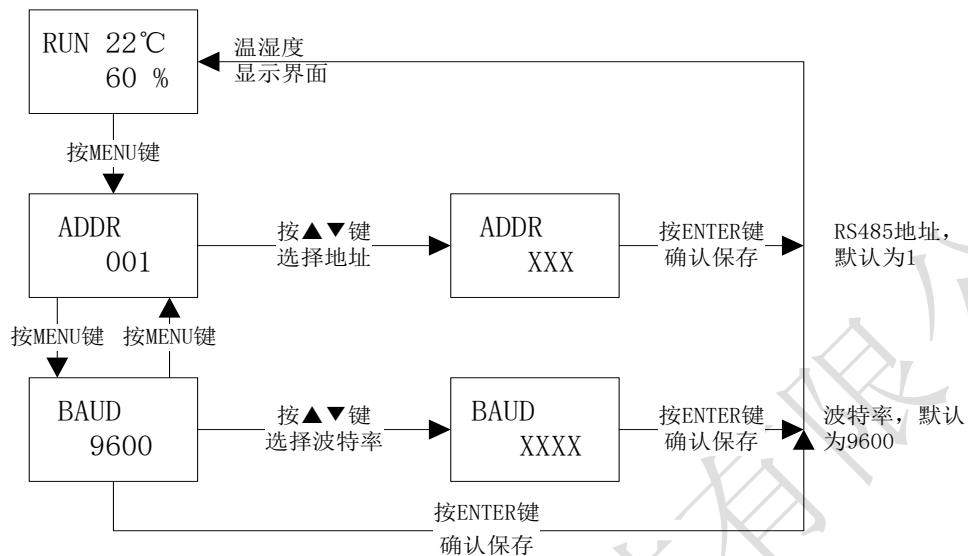 RUN 22℃
60 %
温湿度
显示界面
按MENU键
ADDR
001
按▲▼键
选择地址
ADDR
XXX
按ENTER键
确认保存
RS485地址，
默认为1
按MENU键
按MENU键
BAUD
9600
按▲▼键
选择波特率
BAUD
XXXX
按ENTER键
确认保存
波特率，默认
为9600
按ENTER键
确认保存
有限公